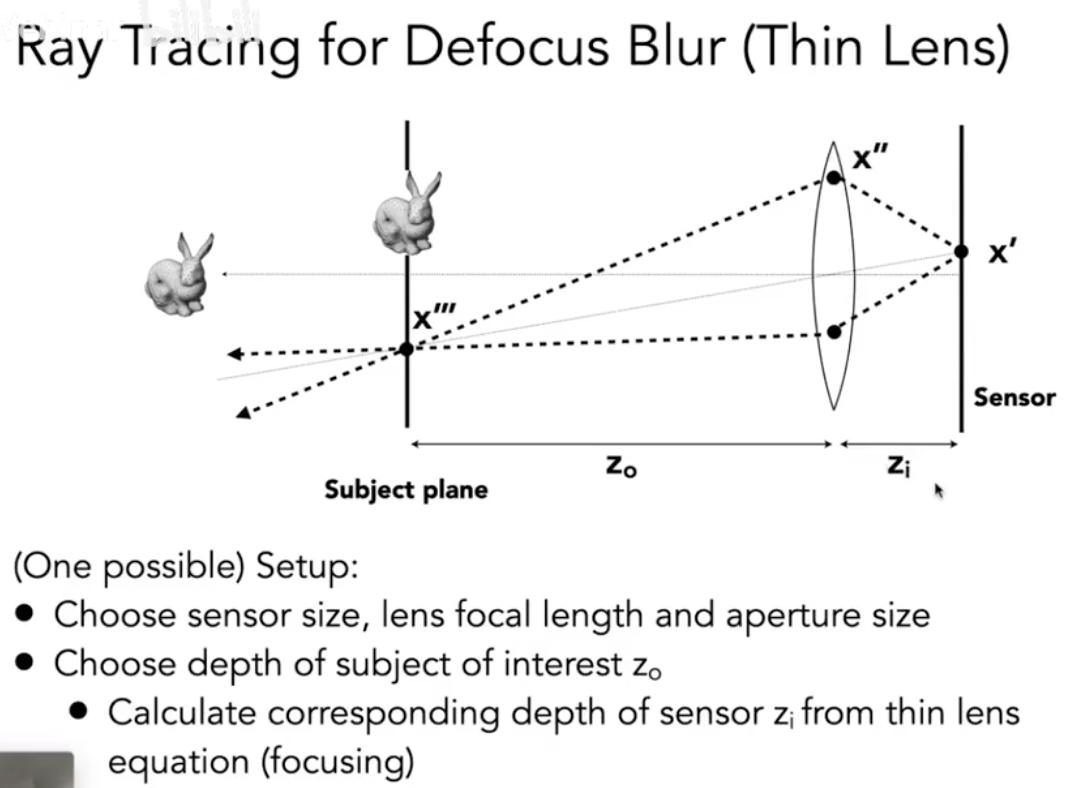 Ray Tracing for Defocus Blur (Thin Lens)
x"
x'
x'''
Sensor
zo
zi
Subject plane
(One possible) Setup:
● Choose sensor size, lens focal length and aperture size
● Choose depth of subject of interest zo
● Calculate corresponding depth of sensor zi from thin lens
equation (focusing)